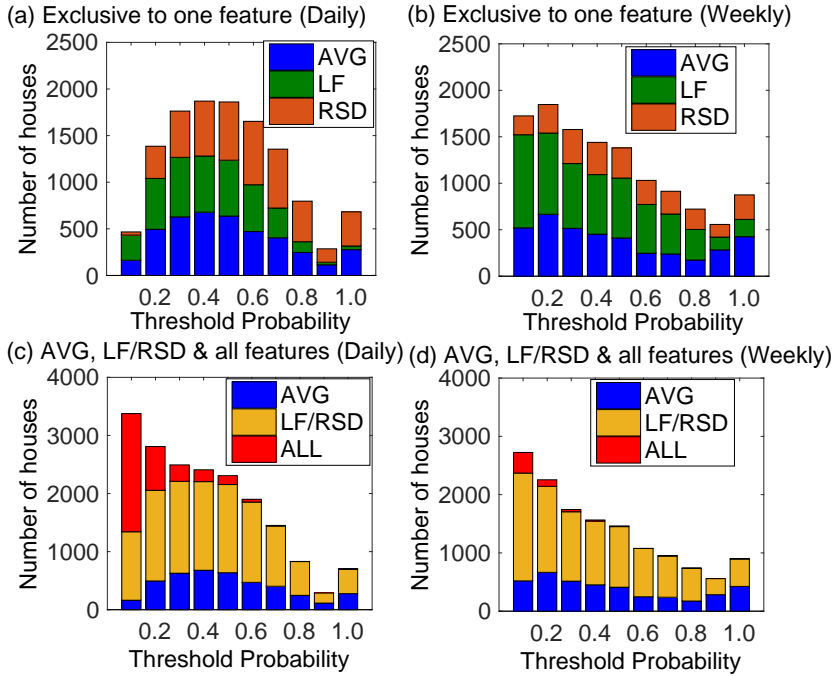 (a) Exclusive to one feature (Daily)
2500
2000
1500
1000
500
0
Number of houses
AVG
LF
RSD
0.2 0.4 0.6 0.8 1.0
Threshold Probability
(b) Exclusive to one feature (Weekly)
2500
2000
1500
1000
500
0
Number of houses
AVG
LF
RSD
0.2 0.4 0.6 0.8 1.0
Threshold Probability
(c) AVG, LF/RSD & all features (Daily)
4000
3000
2000
1000
0
Number of houses
AVG
LF/RSD
ALL
0.2 0.4 0.6 0.8 1.0
Threshold Probability
(d) AVG, LF/RSD & all features (Weekly)
4000
3000
2000
1000
0
Number of houses
AVG
LF/RSD
ALL
0.2 0.4 0.6 0.8 1.0
Threshold Probability